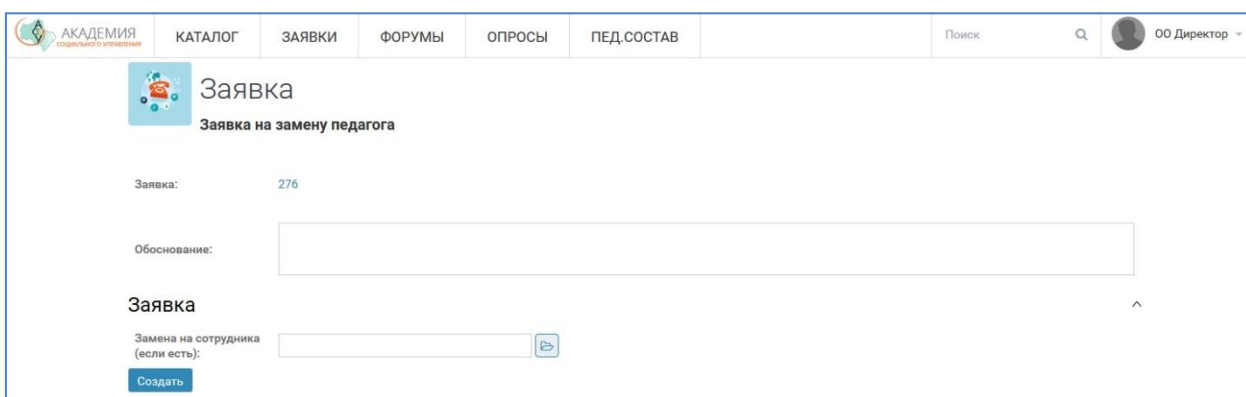 АСУ
АКАДЕМИЯ
СОЦИАЛЬНОГО УПРАВЛЕНИЯ
КАТАЛОГ
ЗАЯВКИ
ФОРУМЫ
ОПРОСЫ
ПЕД.СОСТАВ
Поиск
ОО Директор
Заявка
Заявка на замену педагога
Заявка: 276
Обоснование:
Заявка
Замена на сотрудника
(если есть):
Создать